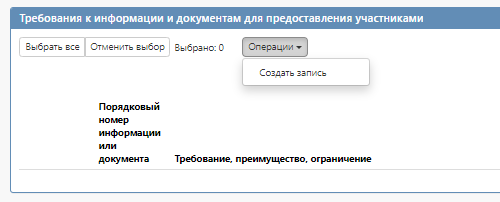 Требования к информации и документам для предоставления участниками
Выбрать все Отменить выбор Выбрано: 0 Операции
Создать запись
Порядковый
номер
информации
или
документа Требование, преимущество, ограничение